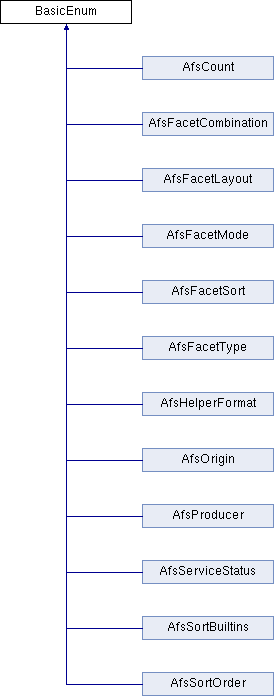 BasicEnum
AfsCount
AfsFacetCombination
AfsFacetLayout
AfsFacetMode
AfsFacetSort
AfsFacetType
AfsHelperFormat
AfsOrigin
AfsProducer
AfsServiceStatus
AfsSortBuiltins
AfsSortOrder